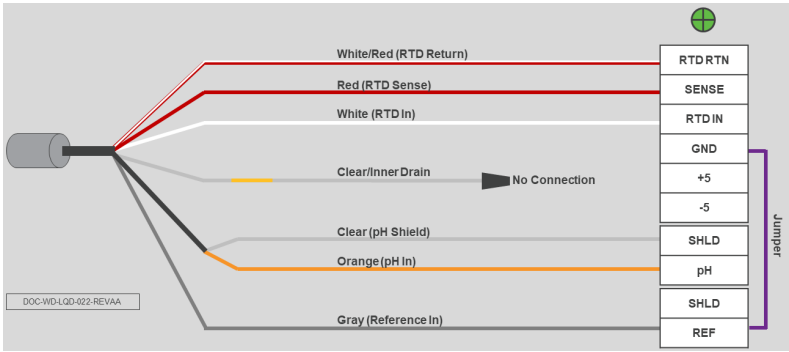 White/Red (RTD Return)
RTD RTN
Red (RTD Sense)
SENSE
White (RTD In)
RTD IN
GND
Clear/Inner Drain
No Connection
+5
-5
Clear (pH Shield)
SHLD
Orange (pH In)
pH
Jumper
DOC-WD-LQD-022-REVAA
SHLD
Gray (Reference In)
REF